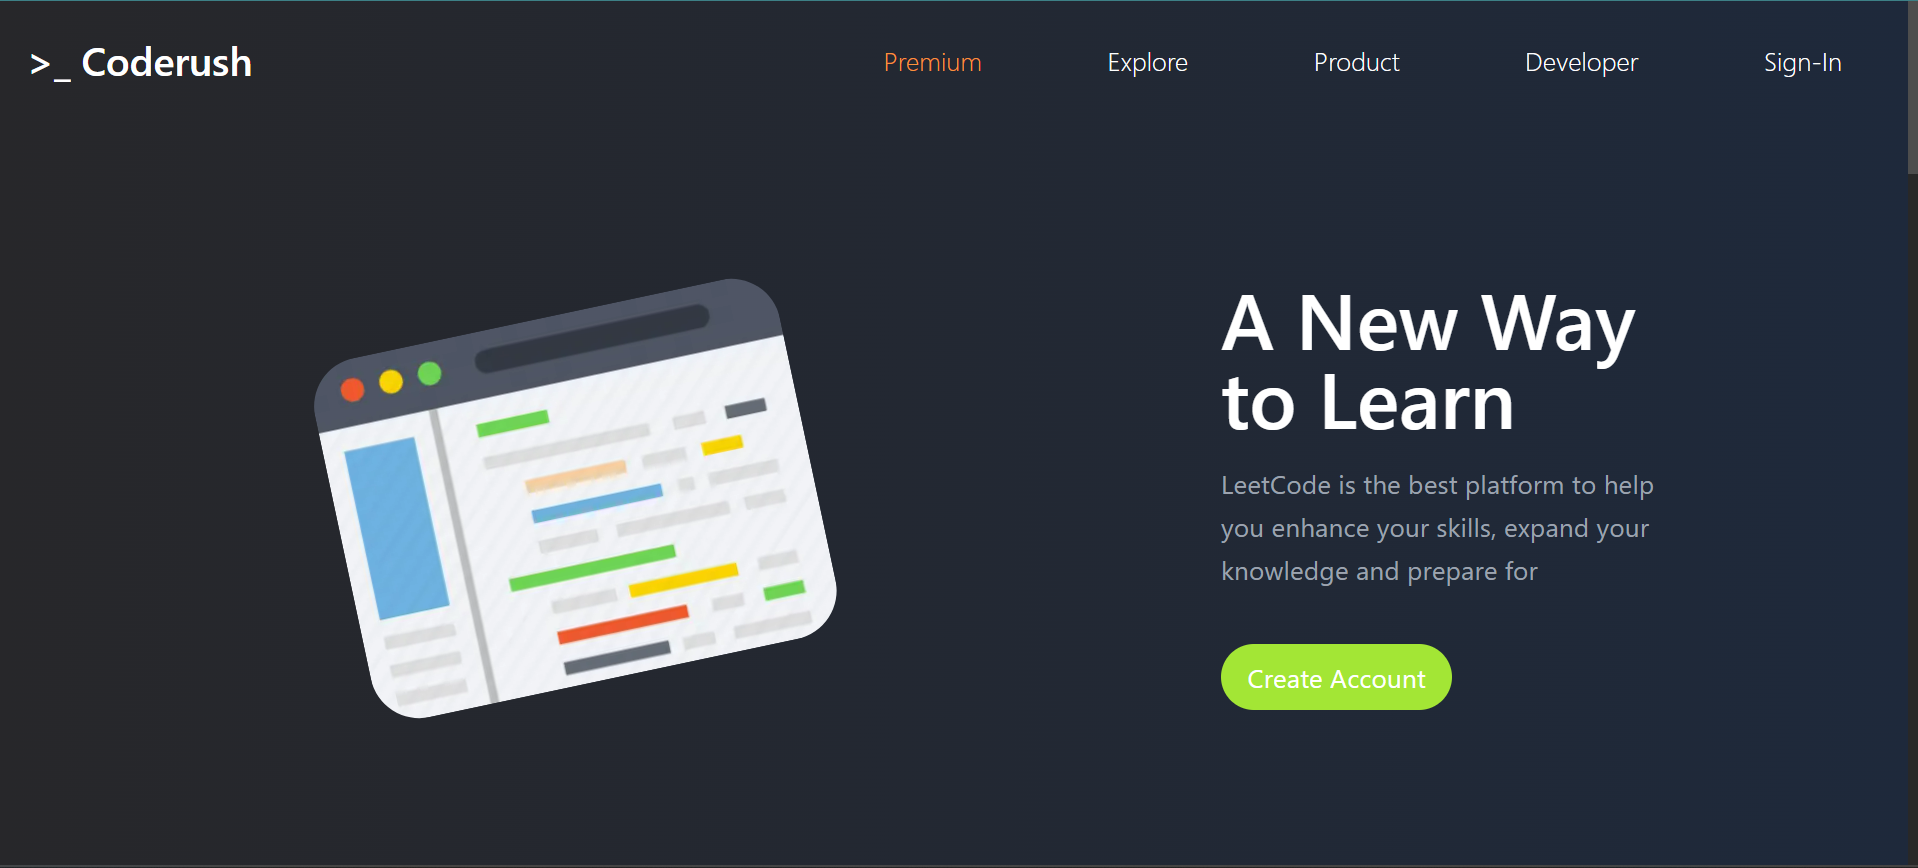 >_ Coderush
Premium
Explore
Product
Developer
Sign-In
A New Way
to Learn
LeetCode is the best platform to help
you enhance your skills, expand your
knowledge and prepare for
Create Account